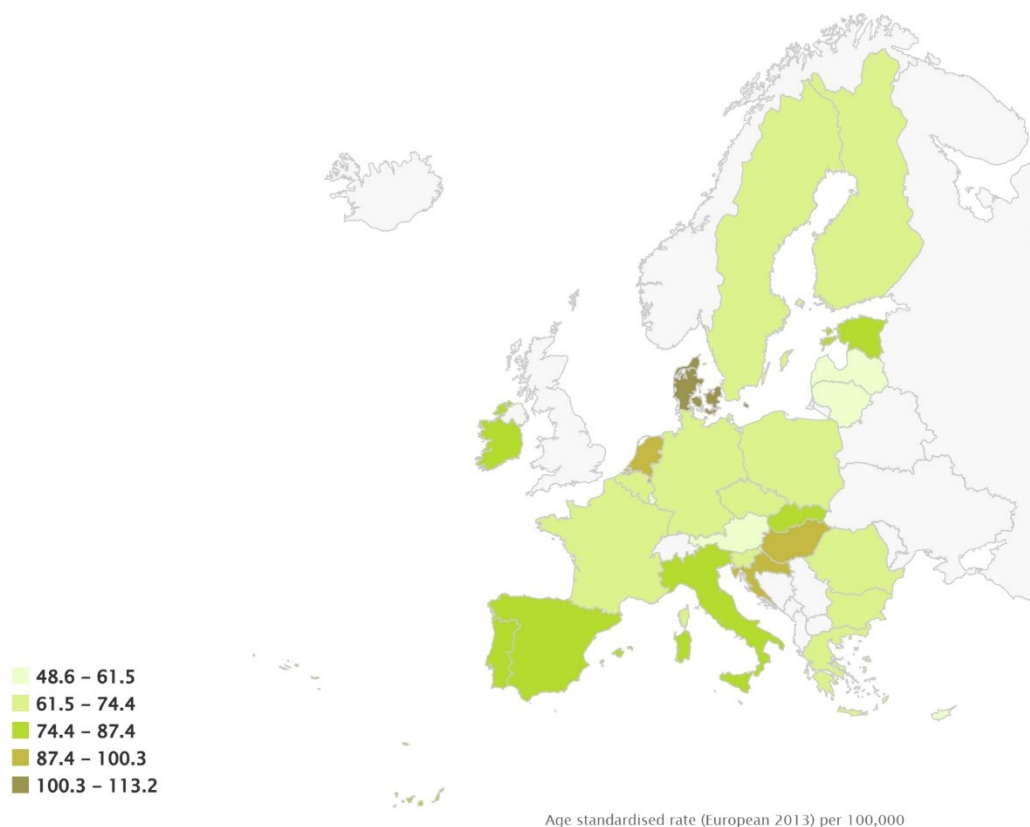 48.6 – 61.5
61.5 – 74.4
74.4 – 87.4
87.4 – 100.3
100.3 – 113.2
Age standardised rate (European 2013) per 100,000